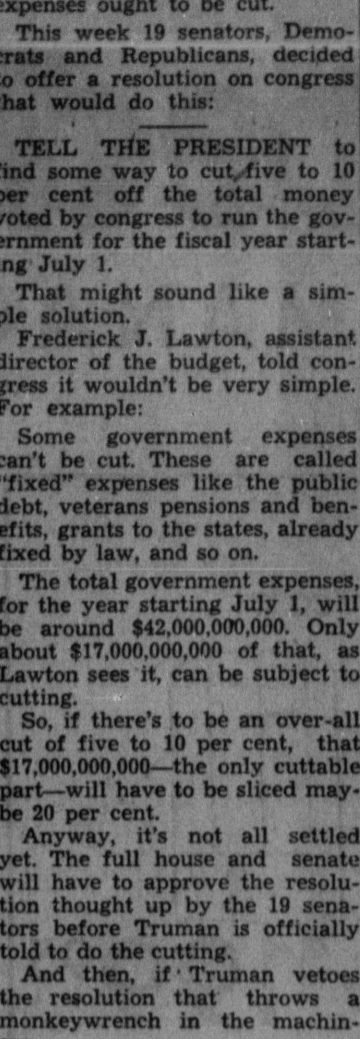 expenses ought to be cut.
This week 19 senators, Demo-
crats and Republicans, decided
to offer a resolution on congress
that would do this:
TELL THE PRESIDENT to
find some way to cut five to 10
per cent off the total money
voted by congress to run the gov-
ernment for the fiscal year start-
ing July 1.
That might sound like a sim-
ple solution.
Frederick J. Lawton, assistant
director of the budget, told con-
gress it wouldn't be very simple.
For example:
Some government expenses
can't be cut. These are called
"fixed" expenses like the public
debt, veterans pensions and ben-
efits, grants to the states, already
fixed by law, and so on.
The total government expenses,
for the year starting July 1, will
be around $42,000,000,000. Only
about $17,000,000,000 of that, as
Lawton sees it, can be subject to
cutting.
So, if there's to be an over-all
cut of five to 10 per cent, that
$17,000,000,000—the only cuttable
part—will have to be sliced may-
be 20 per cent.
Anyway, it's not all settled
yet. The full house and senate
will have to approve the resolu-
tion thought up by the 19 sena-
tors before Truman is officially
told to do the cutting.
And then, if Truman vetoes
the resolution that throws a
monkeywrench in the machin-